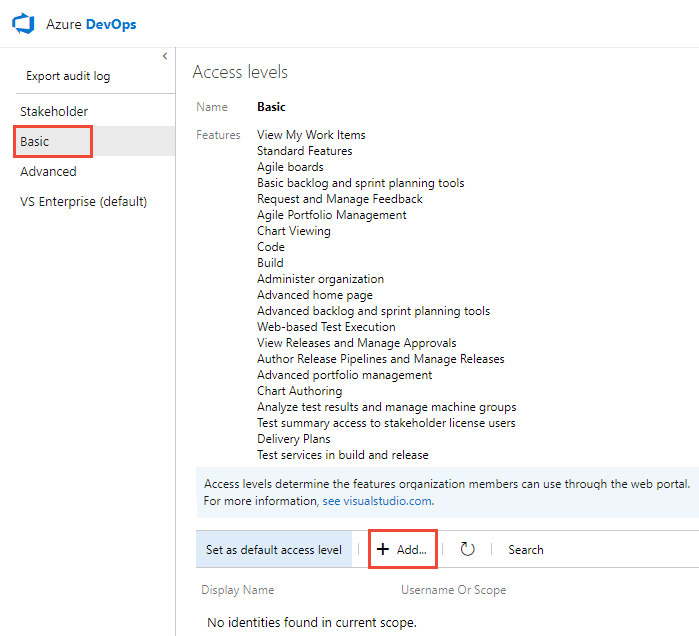 Azure DevOps
Export audit log
Stakeholder
Basic
Advanced
VS Enterprise (default)
Access levels
Name Basic
Features View My Work Items
Standard Features
Agile boards
Basic backlog and sprint planning tools
Request and Manage Feedback
Agile Portfolio Management
Chart Viewing
Code
Build
Administer organization
Advanced home page
Advanced backlog and sprint planning tools
Web-based Test Execution
View Releases and Manage Approvals
Author Release Pipelines and Manage Releases
Advanced portfolio management
Chart Authoring
Analyze test results and manage machine groups
Test summary access to stakeholder license users
Delivery Plans
Test services in build and release
Access levels determine the features organization members can use through the web portal.
For more information, see visualstudio.com.
Set as default access level + Add... Search
Display Name Username Or Scope
No identities found in current scope.